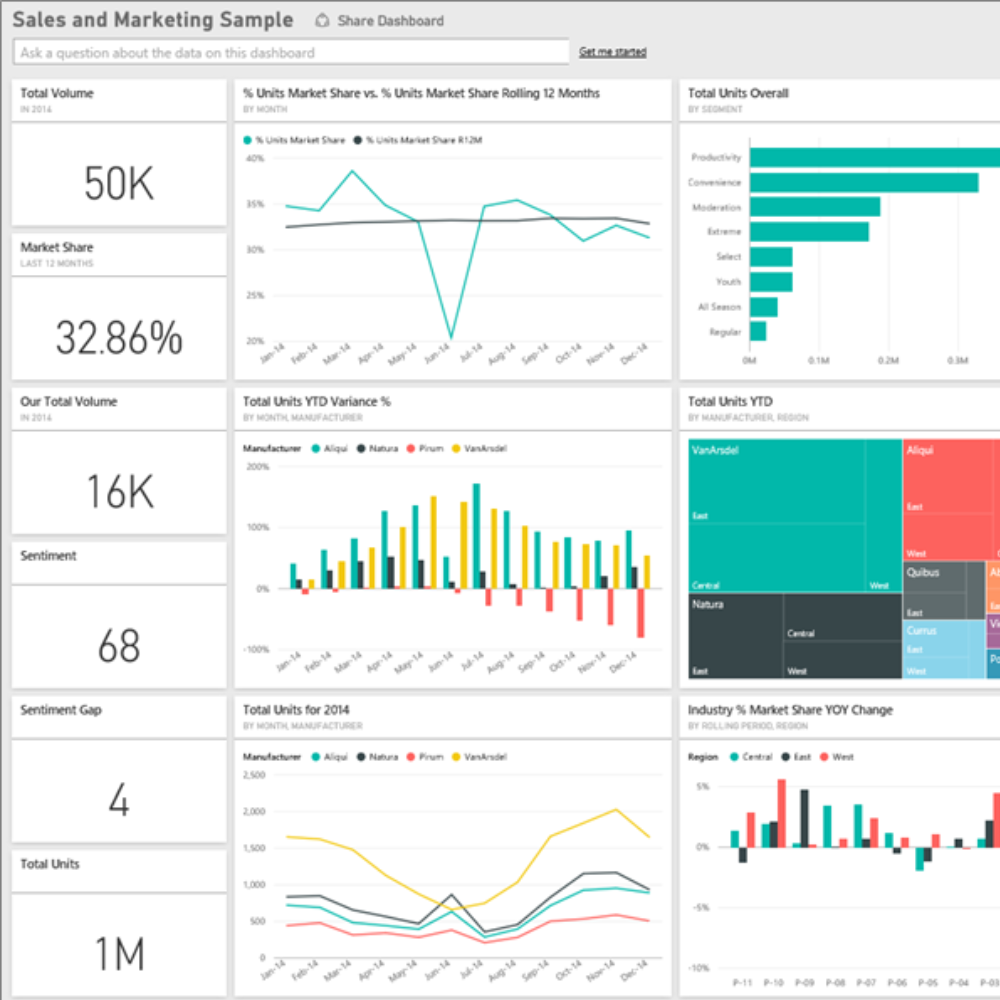 Sales and Marketing Sample
Share Dashboard
Ask a question about the data on this dashboard
Get me started
Total Volume
IN 2014
50K
Market Share
LAST 12 MONTHS
32.86%
Our Total Volume
IN 2014
16K
Sentiment
68
Sentiment Gap
4
Total Units
1M
% Units Market Share vs. % Units Market Share Rolling 12 Months
BY MONTH
% Units Market Share
% Units Market Share R12M
40%
35%
30%
25%
20%
Jan-14 Feb-14 Mar-14 Apr-14 May-14 Jun-14 Jul-14 Aug-14 Sep-14 Oct-14 Nov-14 Dec-14
Total Units YTD Variance %
BY MONTH, MANUFACTURER
Manufacturer Aliqui Natura Pirum VanArsdel
200%
100%
0%
-100%
Jan-14 Feb-14 Mar-14 Apr-14 May-14 Jun-14 Jul-14 Aug-14 Sep-14 Oct-14 Nov-14 Dec-14
Total Units for 2014
BY MONTH, MANUFACTURER
Manufacturer Aliqui Natura Pirum VanArsdel
2,500
2,000
1,500
1,000
500
0
Jan-14 Feb-14 Mar-14 Apr-14 May-14 Jun-14 Jul-14 Aug-14 Sep-14 Oct-14 Nov-14 Dec-14
Total Units Overall
BY SEGMENT
Productivity
Convenience
Moderation
Extreme
Select
Youth
All Season
Regular
0M 0.1M 0.2M 0.3M
Total Units YTD
BY MANUFACTURER, REGION
VanArsdel
East
Central
West
Aliqui
East
West
C
Natura
East
Central
West
Quibus
East
Currus
East
West
Ab
Ea
Vi
Po
Industry % Market Share YOY Change
BY ROLLING PERIOD, REGION
Region Central East West
5%
0%
-5%
-10%
P-11 P-10 P-09 P-08 P-07 P-06 P-05 P-04 P-03